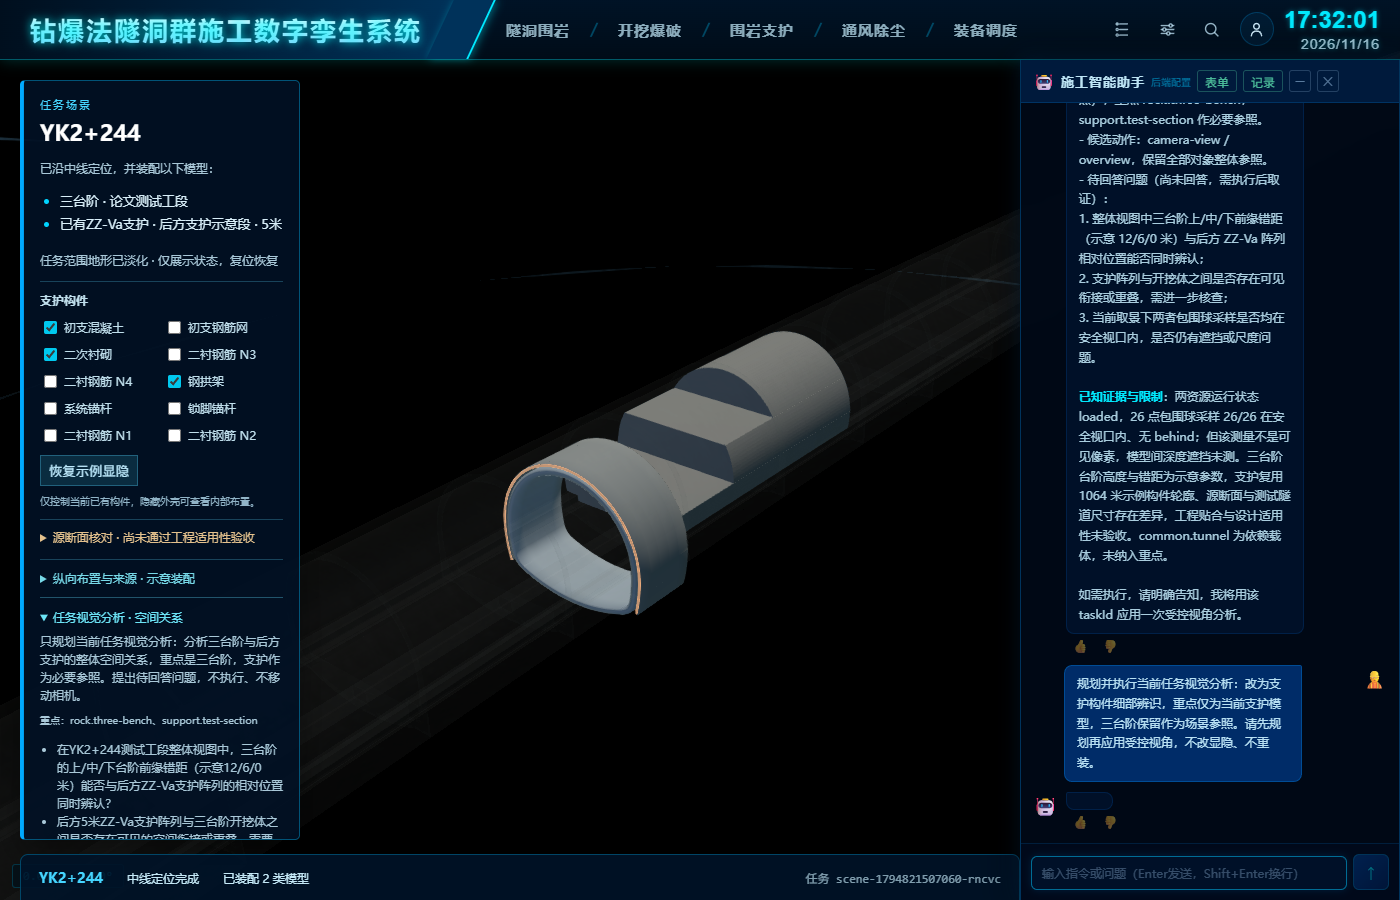 钻爆法隧洞群施工数字孪生系统
隧洞围岩 / 开挖爆破 / 围岩支护 / 通风除尘 / 装备调度
17:32:01
2026/11/16
任务场景
YK2+244
已沿中线定位，并装配以下模型：
三台阶 · 论文测试工段
已有ZZ-Va支护 · 后方支护示意段 · 5米
任务范围地形已淡化 · 仅展示状态，复位恢复
支护构件
初支混凝土 初支钢筋网
二次衬砌 二衬钢筋 N3
二衬钢筋 N4 钢拱架
系统锚杆 锁脚锚杆
二衬钢筋 N1 二衬钢筋 N2
恢复示例显隐
仅控制当前已有构件，隐藏外壳可查看内部布置。
源断面核对 · 尚未通过工程适用性验收
纵向布置与来源 · 示意装配
任务视觉分析 · 空间关系
只规划当前任务视觉分析：分析三台阶与后方
支护的整体空间关系，重点是三台阶，支护作
为必要参照。提出待回答问题，不执行、不移
动相机。
重点：rock.three-bench、support.test-section
在YK2+244测试工段整体视图中，三台阶
的上/中/下台阶前缘错距（示意12/6/0
米）能否与后方ZZ-Va支护阵列的相对位置
同时辨认？
后方5米ZZ-Va支护阵列与三台阶开挖体之
间是否存在可见的空间衔接或重叠，需要
YK2+244 中线定位完成 已装配 2 类模型
任务 scene-1794821507060-rncvc
施工智能助手 后端配置 表单 记录
support.test-section 作必要参照。
- 候选动作：camera-view /
overview，保留全部对象整体参照。
- 待回答问题（尚未回答，需执行后取
证）：
1. 整体视图中三台阶上/中/下前缘错距
（示意 12/6/0 米）与后方 ZZ-Va 阵列
相对位置能否同时辨认；
2. 支护阵列与开挖体之间是否存在可见
衔接或重叠，需进一步核查；
3. 当前取景下两者包围球采样是否均在
安全视口内，是否仍有遮挡或尺度问
题。
已知证据与限制：两资源运行状态
loaded，26 点包围球采样 26/26 在安
全视口内、无 behind；但该测量不是可
见像素，模型间深度遮挡未测。三台阶
台阶高度与错距为示意参数，支护复用
1064 米示例构件轮廓、源断面与测试隧
道尺寸存在差异，工程贴合与设计适用
性未验收。common.tunnel 为依赖载
体，未纳入重点。
如需执行，请明确告知，我将用该
taskId 应用一次受控视角分析。
规划并执行当前任务视觉分析：改为支
护构件细部辨识，重点仅为当前支护模
型，三台阶保留作为场景参照。请先规
划再应用受控视角，不改显隐、不重
装。
输入指令或问题（Enter发送，Shift+Enter换行）